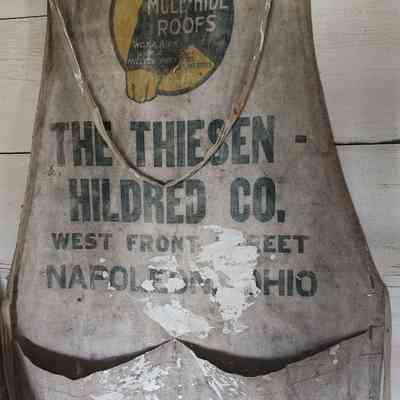 MULE-HIDE
ROOFS
THE THIESEN -
HILDRED CO.
WEST FRONT STREET
NAPOLEON, OHIO